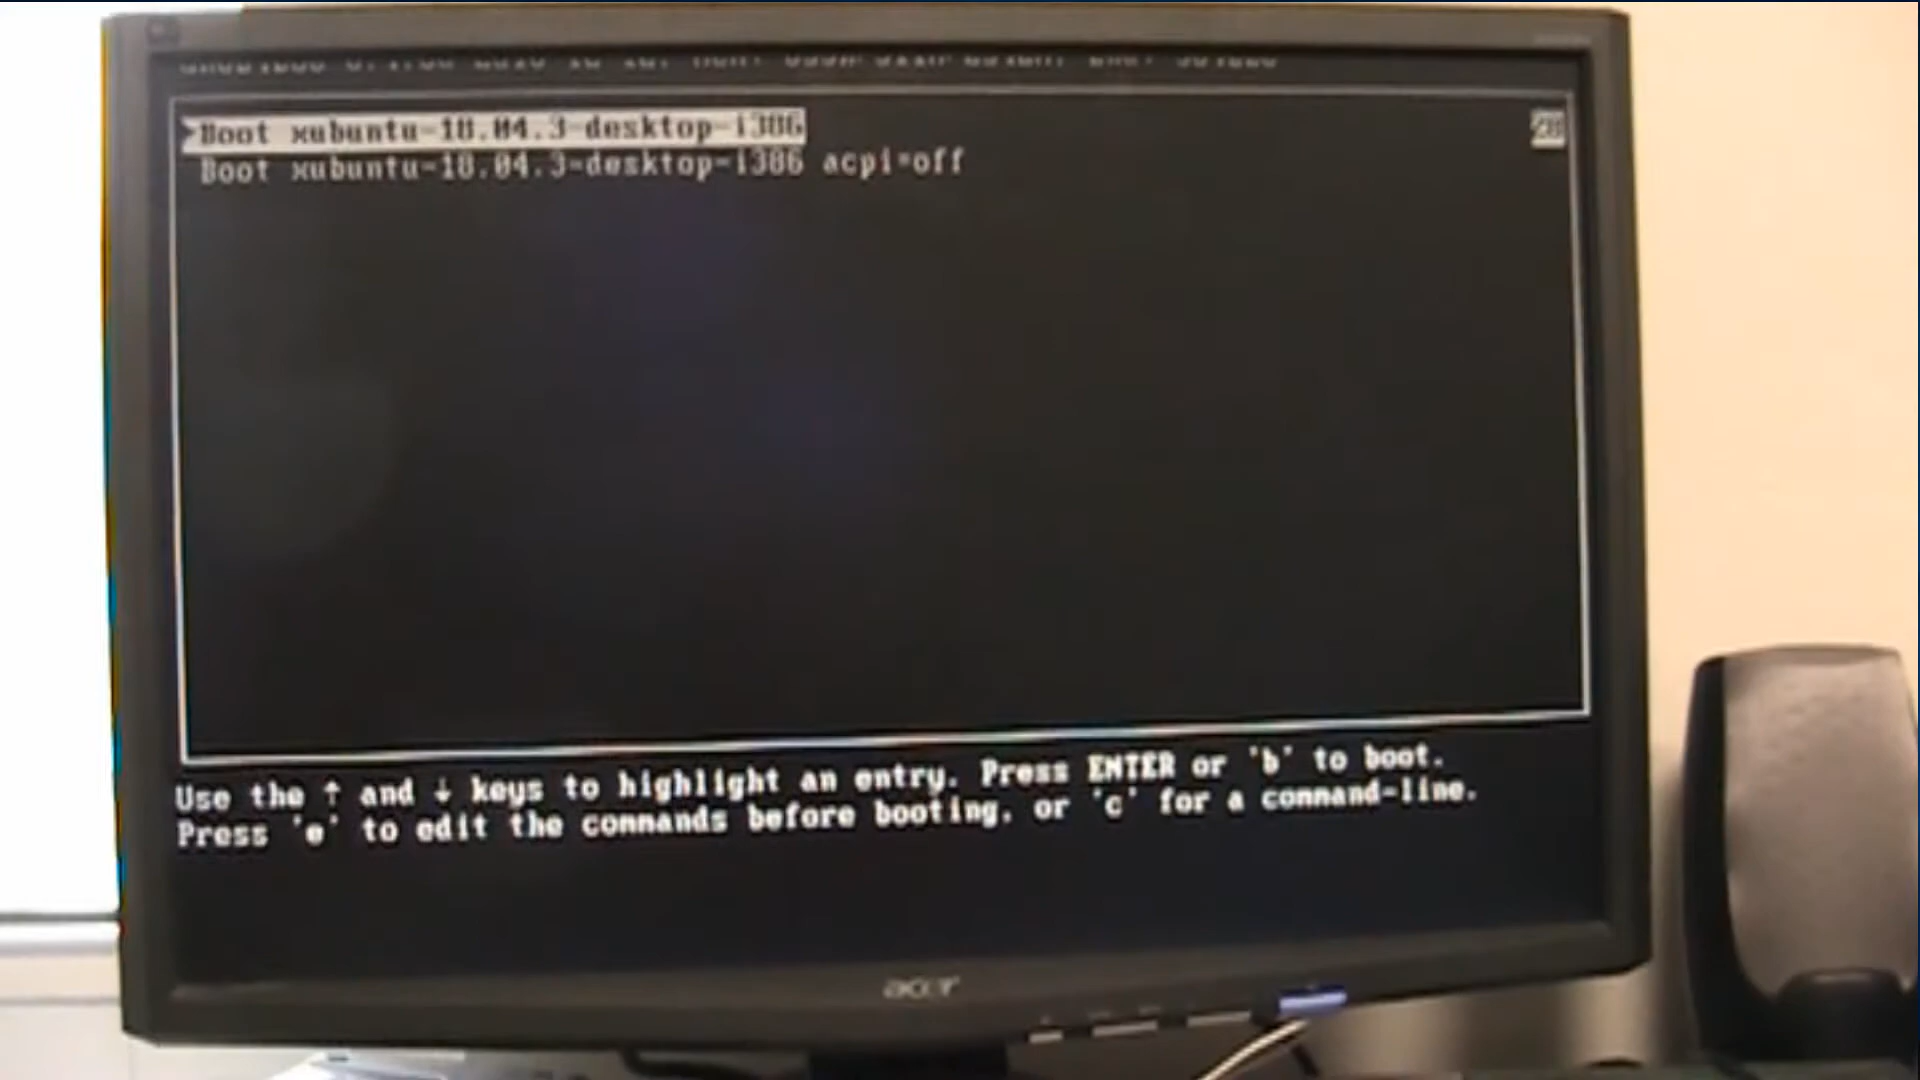 Boot xubuntu-18.04.3-desktop-i386
28
Boot xubuntu-18.04.3-desktop-i386 acpi=off
Use the ↑ and ↓ keys to highlight an entry. Press ENTER or 'b' to boot.
Press 'e' to edit the commands before booting, or 'c' for a command-line.
acer